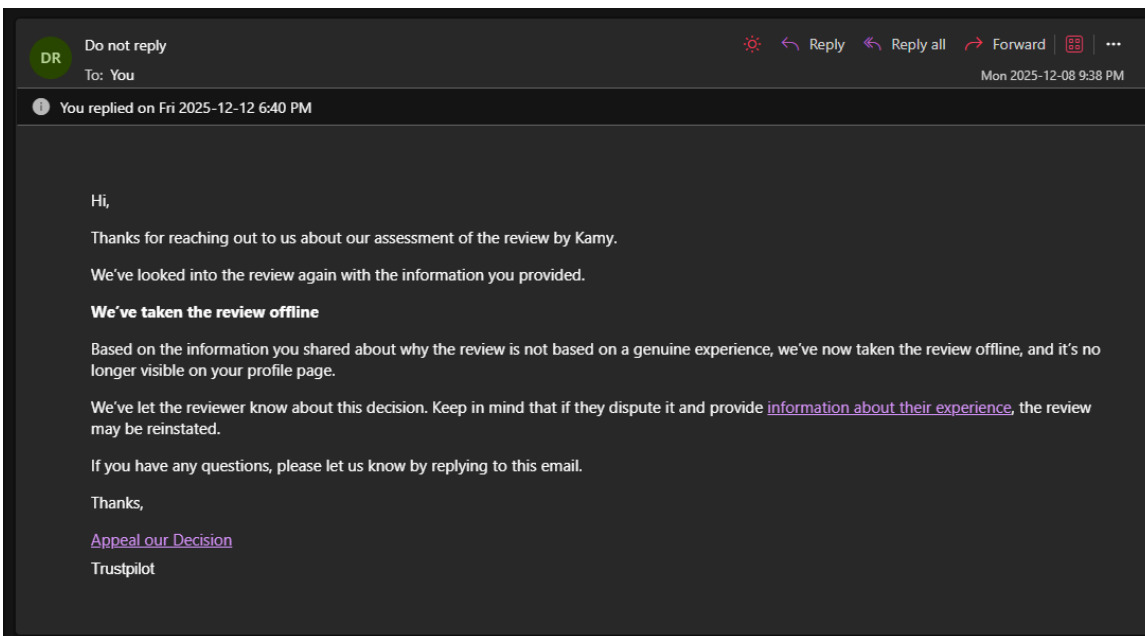 DR
Do not reply
Reply
Reply all
Forward
To: You
Mon 2025-12-08 9:38 PM
You replied on Fri 2025-12-12 6:40 PM
Hi,
Thanks for reaching out to us about our assessment of the review by Kamy.
We've looked into the review again with the information you provided.
We´ve taken the review offline
Based on the information you shared about why the review is not based on a genuine experience, we've now taken the review offline, and it's no
longer visible on your profile page.
We've let the reviewer know about this decision. Keep in mind that if they dispute it and provide information about their experience, the review
may be reinstated.
If you have any questions, please let us know by replying to this email.
Thanks,
Appeal our Decision
Trustpilot